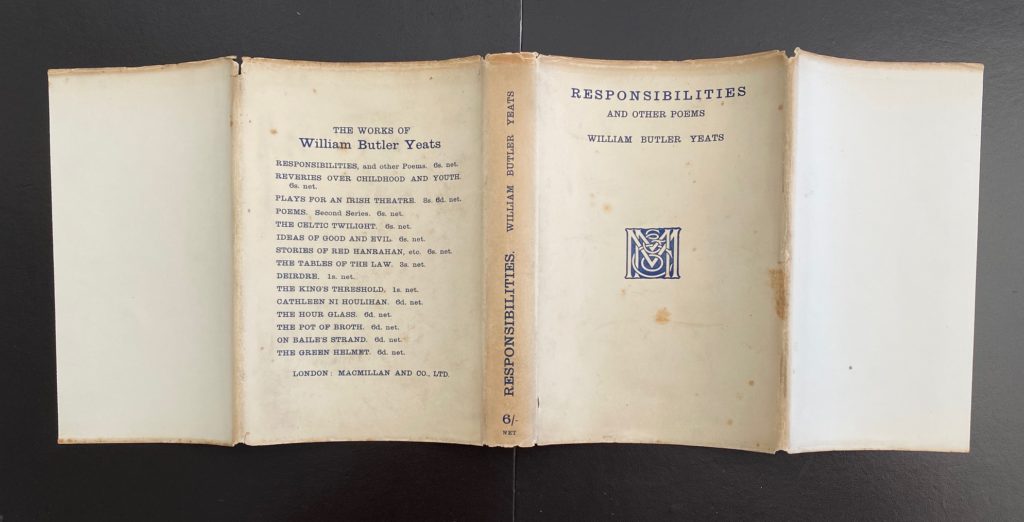 THE WORKS OF
William Butler Yeats
RESPONSIBILITIES, and other Poems. 6s. net.
REVERIES OVER CHILDHOOD AND YOUTH.
6s. net.
PLAYS FOR AN IRISH THEATRE. 8s. 6d. net.
POEMS. Second Series. 6s. net.
THE CELTIC TWILIGHT. 6s. net.
IDEAS OF GOOD AND EVIL. 6s. net.
STORIES OF RED HANRAHAN, etc. 6s. net.
THE TABLES OF THE LAW. 3s. net.
DEIRDRE. 1s. net.
THE KING'S THRESHOLD. 1s. net.
CATHLEEN NI HOULIHAN. 6d. net.
THE HOUR GLASS. 6d. net.
THE POT OF BROTH. 6d. net.
ON BAILE'S STRAND. 6d. net.
THE GREEN HELMET. 6d. net.
LONDON: MACMILLAN AND CO., LTD.
RESPONSIBILITIES. WILLIAM BUTLER YEATS
6/-
NET
RESPONSIBILITIES
AND OTHER POEMS
WILLIAM BUTLER YEATS